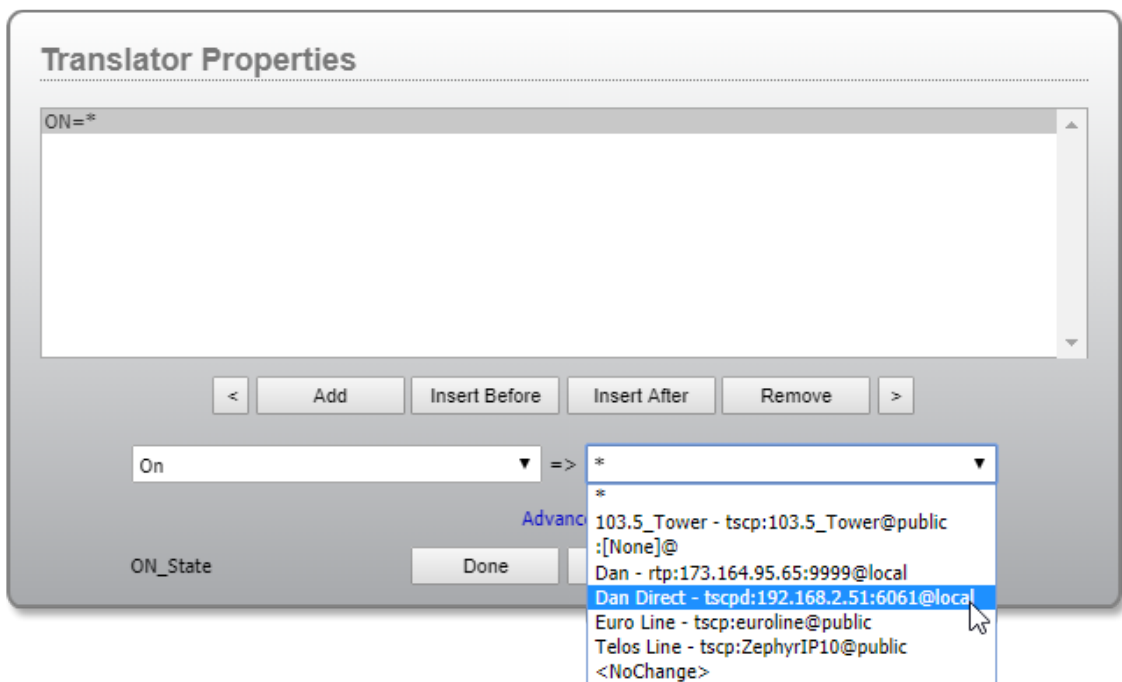 Translator Properties
ON=*
< Add Insert Before Insert After Remove >
On => *
*
103.5_Tower - tscp:103.5_Tower@public
:[None]@
Dan - rtp:173.164.95.65:9999@local
Dan Direct - tscpd:192.168.2.51:6061@local
Euro Line - tscp:euroline@public
Telos Line - tscp:ZephyrIP10@public
<NoChange>
Advanc
ON_State Done